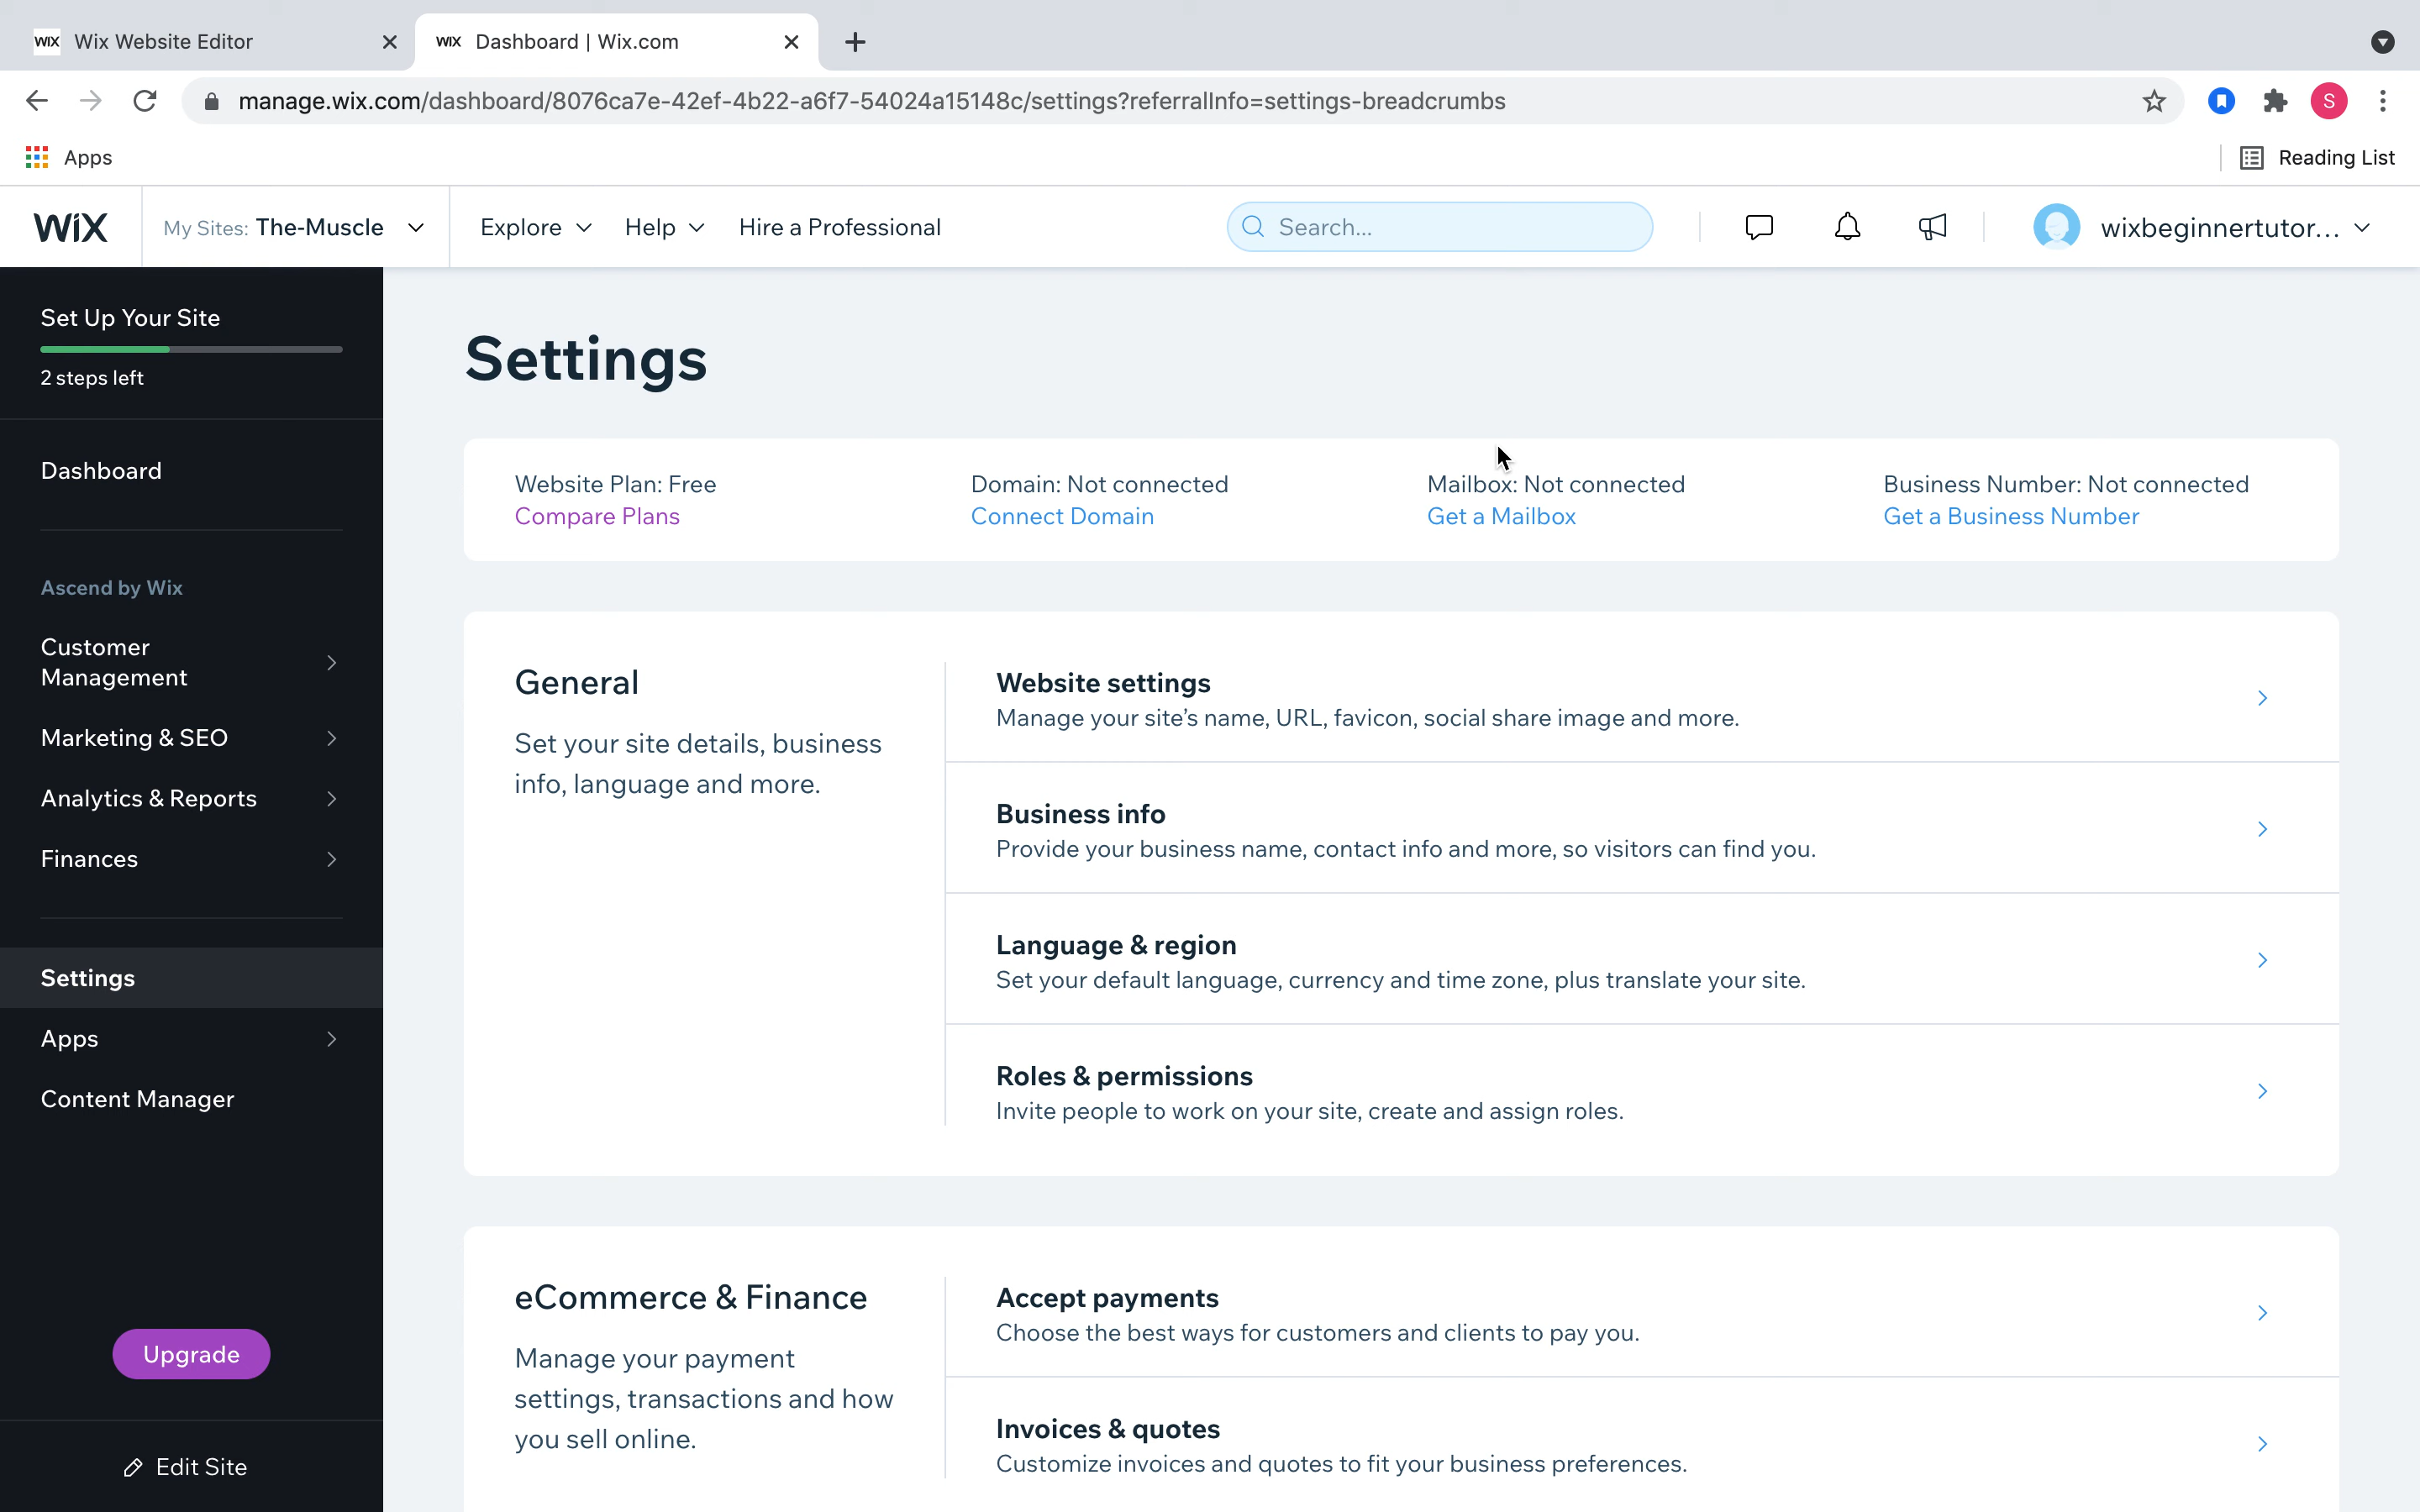 WIX Wix Website Editor
WIX Dashboard | Wix.com
manage.wix.com/dashboard/8076ca7e-42ef-4b22-a6f7-54024a15148c/settings?referralInfo=settings-breadcrumbs
S
Apps
Reading List
WiX
My Sites: The-Muscle
Explore
Help
Hire a Professional
Search...
wixbeginnertutor...
Set Up Your Site
2 steps left
Dashboard
Ascend by Wix
Customer
Management
Marketing & SEO
Analytics & Reports
Finances
Settings
Apps
Content Manager
Upgrade
Edit Site
Settings
Website Plan: Free
Compare Plans
Domain: Not connected
Connect Domain
Mailbox: Not connected
Get a Mailbox
Business Number: Not connected
Get a Business Number
General
Set your site details, business
info, language and more.
Website settings
Manage your site's name, URL, favicon, social share image and more.
Business info
Provide your business name, contact info and more, so visitors can find you.
Language & region
Set your default language, currency and time zone, plus translate your site.
Roles & permissions
Invite people to work on your site, create and assign roles.
eCommerce & Finance
Manage your payment
settings, transactions and how
you sell online.
Accept payments
Choose the best ways for customers and clients to pay you.
Invoices & quotes
Customize invoices and quotes to fit your business preferences.